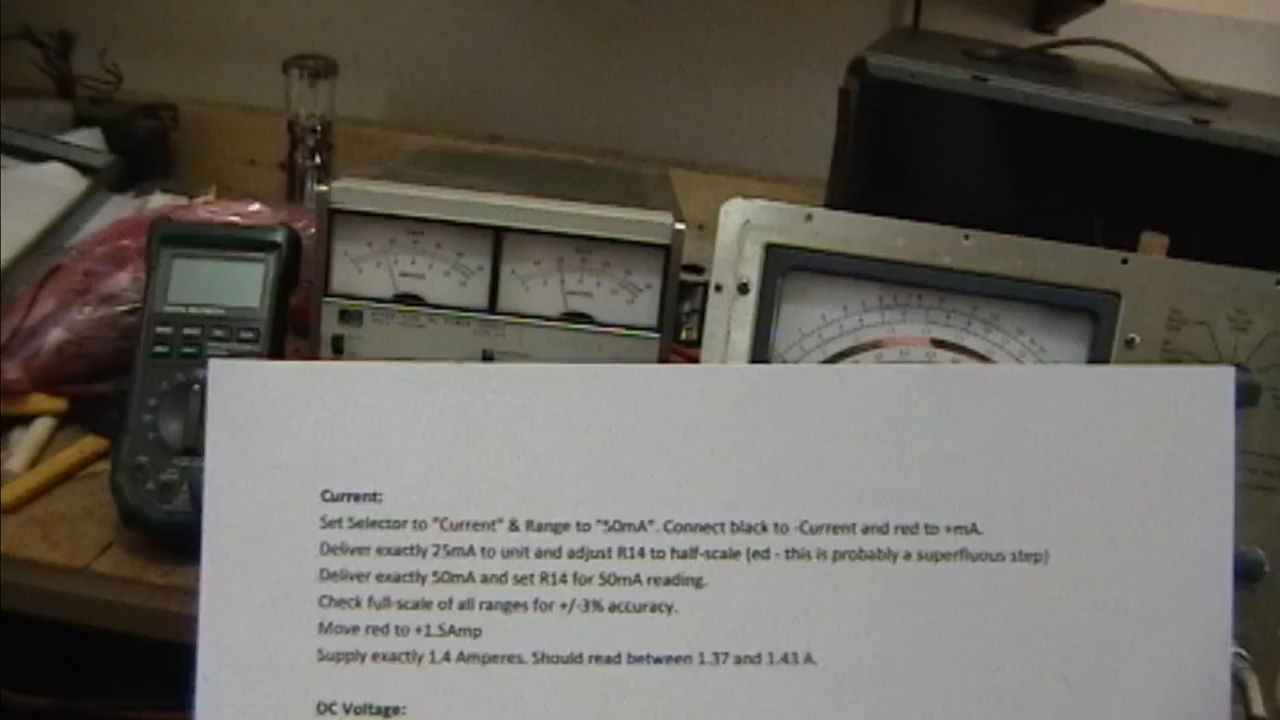 Current:
Set Selector to "Current" & Range to "50mA". Connect black to -Current and red to +mA.
Deliver exactly 25mA to unit and adjust R14 to half-scale (ed - this is probably a superfluous step)
Deliver exactly 50mA and set R14 for 50mA reading.
Check full-scale of all ranges for +/-3% accuracy.
Move red to +1.5Amp
Supply exactly 1.4 Amperes. Should read between 1.37 and 1.43 A.
DC Voltage: